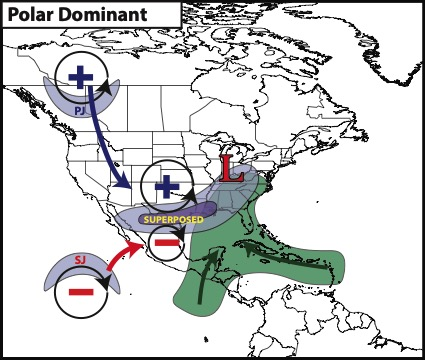 Polar Dominant
PJ
L
SUPERPOSED
SJ